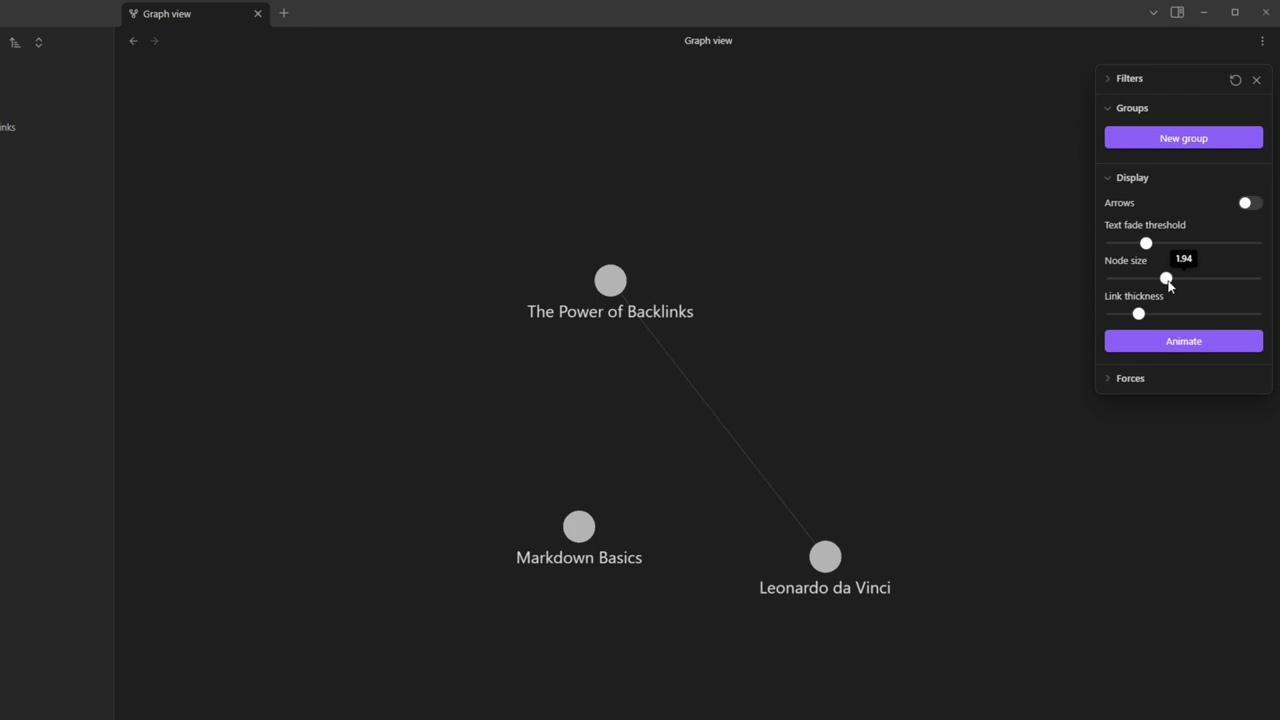 Graph view
Graph view
inks
Filters
Groups
New group
Display
Arrows
Text fade threshold
Node size
1.94
Link thickness
Animate
Forces
The Power of Backlinks
Markdown Basics
Leonardo da Vinci